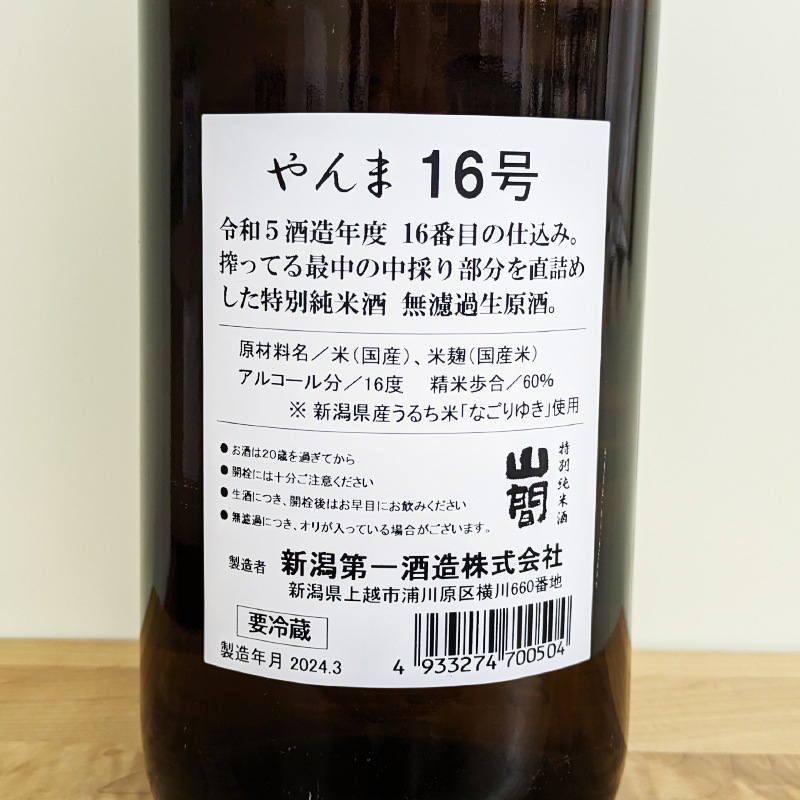 やんま 16号
令和5酒造年度 16番目の仕込み。
搾ってる最中の中採り部分を直詰め
した特別純米酒 無濾過生原酒。
原材料名／米（国産）、米麹（国産米）
アルコール分／16度 精米歩合／60%
※ 新潟県産うるち米「なごりゆき」使用
● お酒は20歳を過ぎてから
● 開栓には十分ご注意ください
● 生酒につき、開栓後はお早目にお飲みください
● 無濾過につき、オリが入っている場合がございます。
特別純米酒
山間
製造者 新潟第一酒造株式会社
新潟県上越市浦川原区横川660番地
要冷蔵
製造年月 2024.3
4 933274 700504